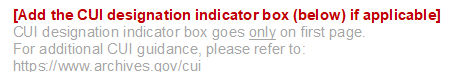 [Add the CUI designation indicator box (below) if applicable]
CUI designation indicator box goes only on first page.
For additional CUI guidance, please refer to:
https://www.archives.gov/cui